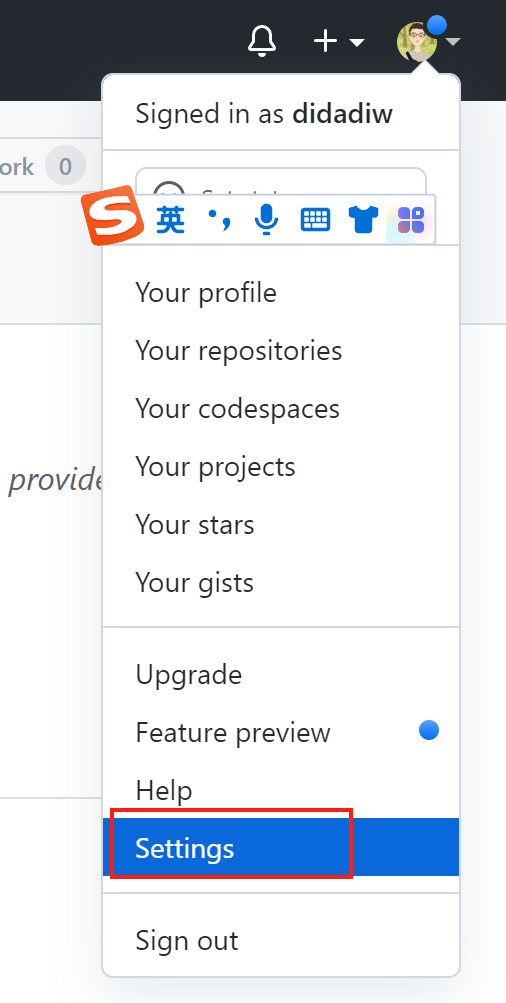 Signed in as didadiw
ork 0
英
Your profile
Your repositories
Your codespaces
provide
Your projects
Your stars
Your gists
Upgrade
Feature preview
Help
Settings
Sign out